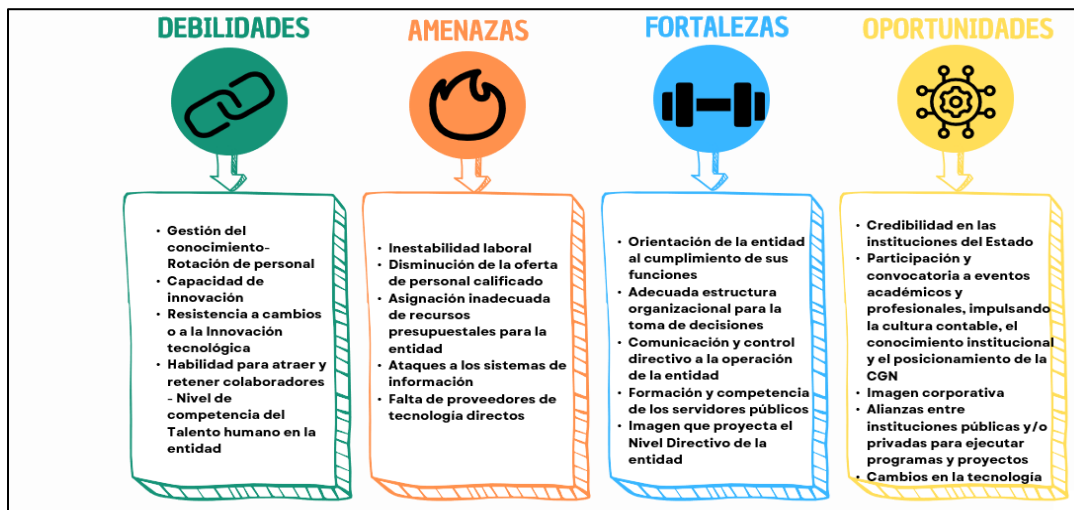 DEBILIDADES
• Gestión del
conocimiento-
Rotación de personal
• Capacidad de
innovación
• Resistencia a cambios
o a la Innovación
tecnológica
• Habilidad para atraer y
retener colaboradores
- Nivel de
competencia del
Talento humano en la
entidad
AMENAZAS
• Inestabilidad laboral
• Disminución de la oferta
de personal calificado
• Asignación inadecuada
de recursos
presupuestales para la
entidad
• Ataques a los sistemas de
información
• Falta de proveedores de
tecnología directos
FORTALEZAS
• Orientación de la entidad
al cumplimiento de sus
funciones
• Adecuada estructura
organizacional para la
toma de decisiones
• Comunicación y control
directivo a la operación
de la entidad
• Formación y competencia
de los servidores públicos
• Imagen que proyecta el
Nivel Directivo de la
entidad
OPORTUNIDADES
• Credibilidad en las
instituciones del Estado
• Participación y
convocatoria a eventos
académicos y
profesionales, impulsando
la cultura contable, el
conocimiento institucional
y el posicionamiento de la
CGN
• Imagen corporativa
• Alianzas entre
instituciones públicas y/o
privadas para ejecutar
programas y proyectos
• Cambios en la tecnología